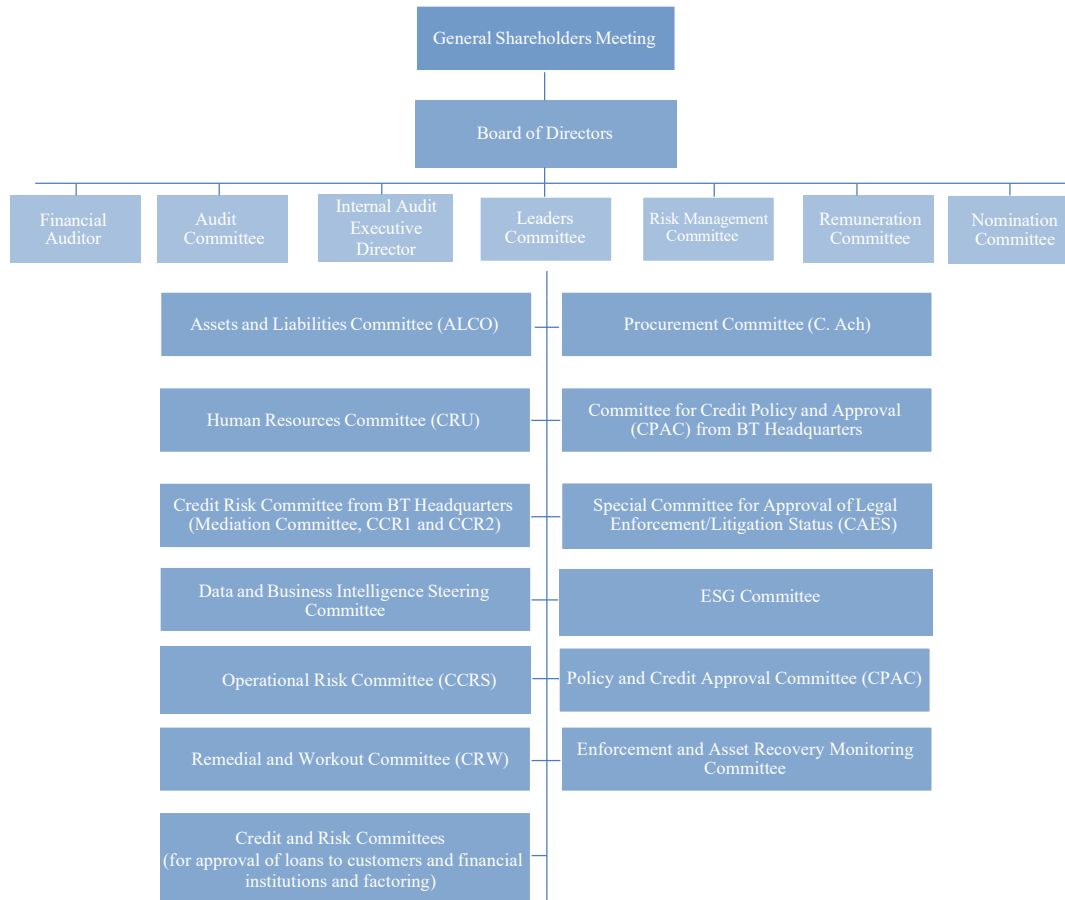 General Shareholders Meeting
Board of Directors
Financial
Auditor
Audit
Committee
Internal Audit
Executive
Director
Leaders
Committee
Risk Management
Committee
Remuneration
Committee
Nomination
Committee
Assets and Liabilities Committee (ALCO)
Procurement Committee (C. Ach)
Human Resources Committee (CRU)
Committee for Credit Policy and Approval
(CPAC) from BT Headquarters
Credit Risk Committee from BT Headquarters
(Mediation Committee, CCR1 and CCR2)
Special Committee for Approval of Legal
Enforcement/Litigation Status (CAES)
Data and Business Intelligence Steering
Committee
ESG Committee
Operational Risk Committee (CCRS)
Policy and Credit Approval Committee (CPAC)
Remedial and Workout Committee (CRW)
Enforcement and Asset Recovery Monitoring
Committee
Credit and Risk Committees
(for approval of loans to customers and financial
institutions and factoring)